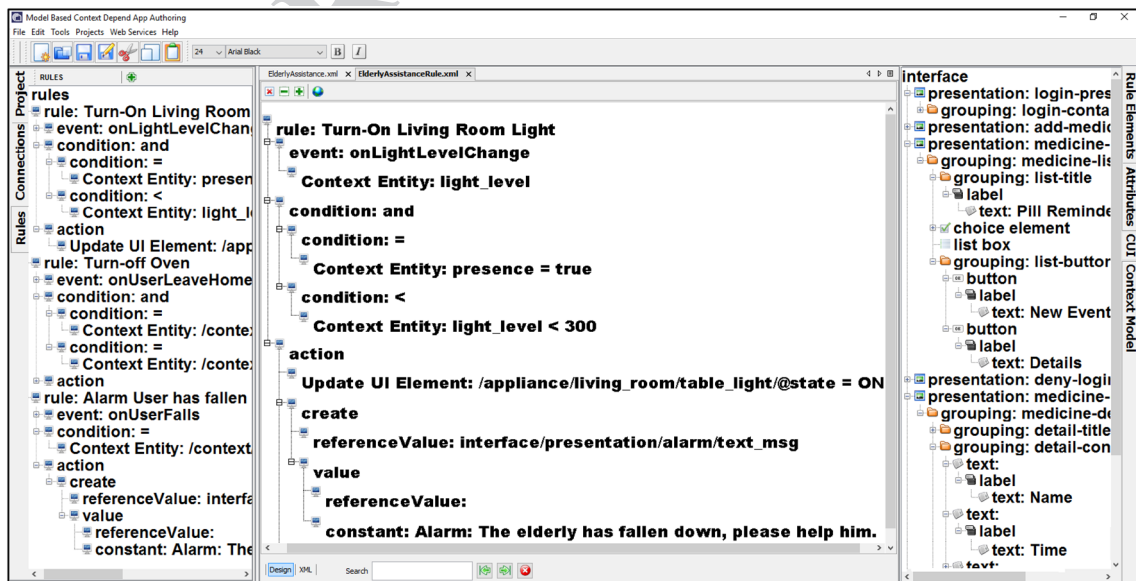 Model Based Context Depend App Authoring
File Edit Tools Projects Web Services Help
24 Arial Black B I
Project
Connections
Rules
RULES
rules
rule: Turn-On Living Room
event: onLightLevelChan
condition: and
condition: =
Context Entity: presen
condition: <
Context Entity: light_l
action
Update UI Element: /app
rule: Turn-off Oven
event: onUserLeaveHome
condition: and
condition: =
Context Entity: /contex
condition: =
Context Entity: /contex
action
rule: Alarm User has fallen
event: onUserFalls
condition: =
Context Entity: /context
action
create
referenceValue: interfa
value
referenceValue:
constant: Alarm: The
ElderlyAssistance.xml x ElderlyAssistanceRule.xml x
rule: Turn-On Living Room Light
event: onLightLevelChange
Context Entity: light_level
condition: and
condition: =
Context Entity: presence = true
condition: <
Context Entity: light_level < 300
action
Update UI Element: /appliance/living_room/table_light/@state = ON
create
referenceValue: interface/presentation/alarm/text_msg
value
referenceValue:
constant: Alarm: The elderly has fallen down, please help him.
Design XML Search
interface
presentation: login-pres
grouping: login-conta
presentation: add-medic
presentation: medicine-
grouping: medicine-lis
grouping: list-title
label
text: Pill Reminde
choice element
list box
grouping: list-buttor
button
label
text: New Event
button
label
text: Details
presentation: deny-logi
presentation: medicine-
grouping: medicine-de
grouping: detail-title
grouping: detail-con
text:
label
text: Name
text:
label
text: Time
text:
Rule Elements
Attributes
CUI
Context Model